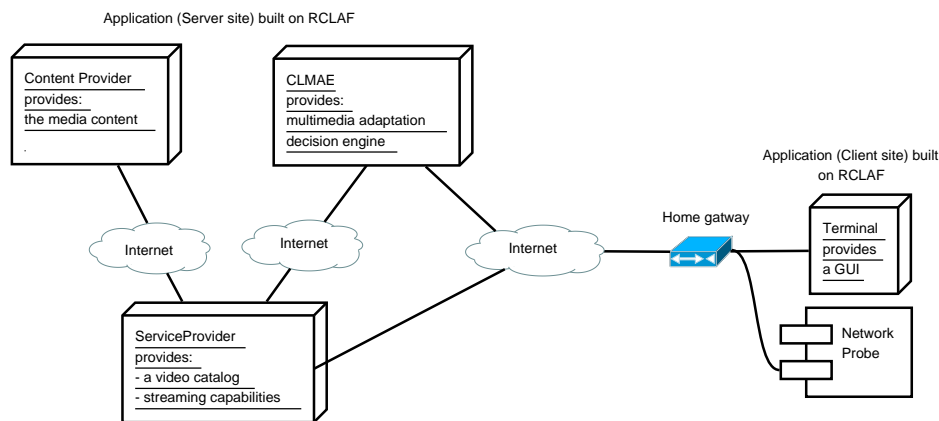 Application (Server site) built on RCLAF
Content Provider
provides:
the media content
.
CLMAE
provides:
multimedia adaptation
decision engine
Application (Client site) built
on RCLAF
Home gatway
Terminal
provides
a GUI
Internet
Internet
Internet
Network
Probe
ServiceProvider
provides:
- a video catalog
- streaming capabilities